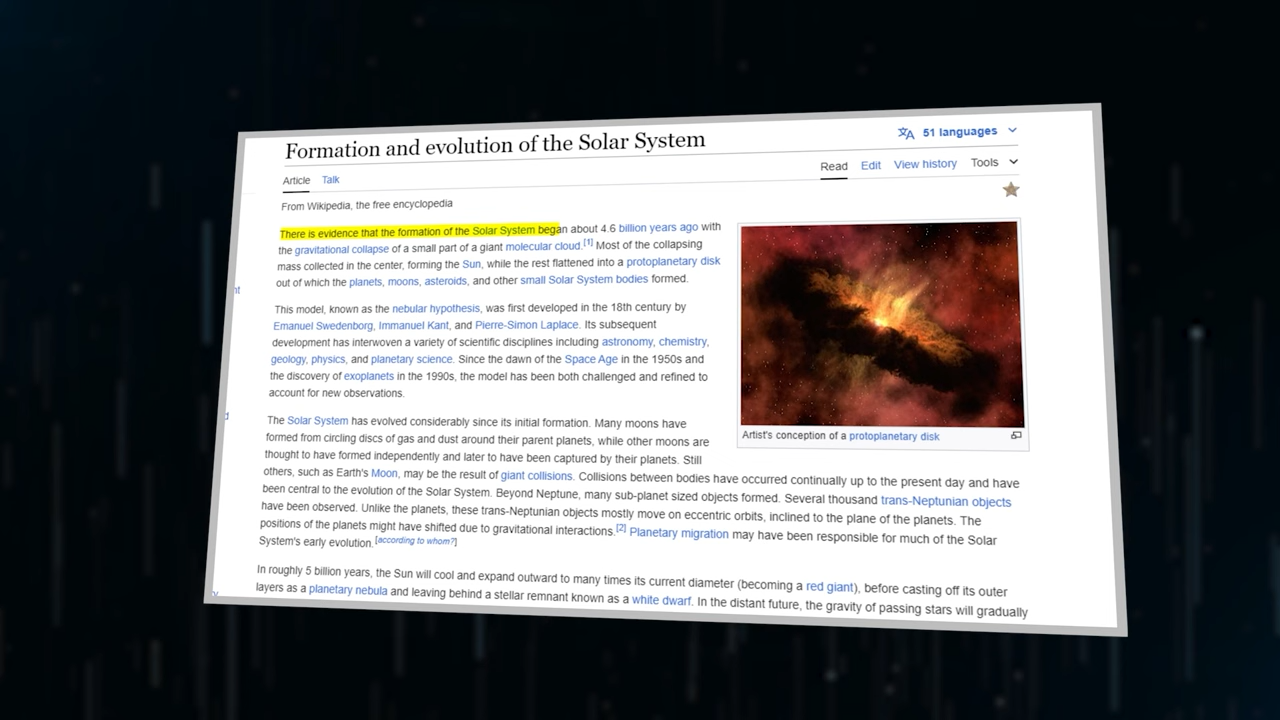 Formation and evolution of the Solar System
51 languages
Article Talk
Read Edit View history Tools
From Wikipedia, the free encyclopedia
There is evidence that the formation of the Solar System began about 4.6 billion years ago with
the gravitational collapse of a small part of a giant molecular cloud.[1] Most of the collapsing
mass collected in the center, forming the Sun, while the rest flattened into a protoplanetary disk
out of which the planets, moons, asteroids, and other small Solar System bodies formed.
This model, known as the nebular hypothesis, was first developed in the 18th century by
Emanuel Swedenborg, Immanuel Kant, and Pierre-Simon Laplace. Its subsequent
development has interwoven a variety of scientific disciplines including astronomy, chemistry,
geology, physics, and planetary science. Since the dawn of the Space Age in the 1950s and
the discovery of exoplanets in the 1990s, the model has been both challenged and refined to
account for new observations.
Artist's conception of a protoplanetary disk
The Solar System has evolved considerably since its initial formation. Many moons have
formed from circling discs of gas and dust around their parent planets, while other moons are
thought to have formed independently and later to have been captured by their planets. Still
others, such as Earth's Moon, may be the result of giant collisions. Collisions between bodies have occurred continually up to the present day and have
been central to the evolution of the Solar System. Beyond Neptune, many sub-planet sized objects formed. Several thousand trans-Neptunian objects
have been observed. Unlike the planets, these trans-Neptunian objects mostly move on eccentric orbits, inclined to the plane of the planets. The
positions of the planets might have shifted due to gravitational interactions.[2] Planetary migration may have been responsible for much of the Solar
System's early evolution.[according to whom?]
In roughly 5 billion years, the Sun will cool and expand outward to many times its current diameter (becoming a red giant), before casting off its outer
layers as a planetary nebula and leaving behind a stellar remnant known as a white dwarf. In the distant future, the gravity of passing stars will gradually